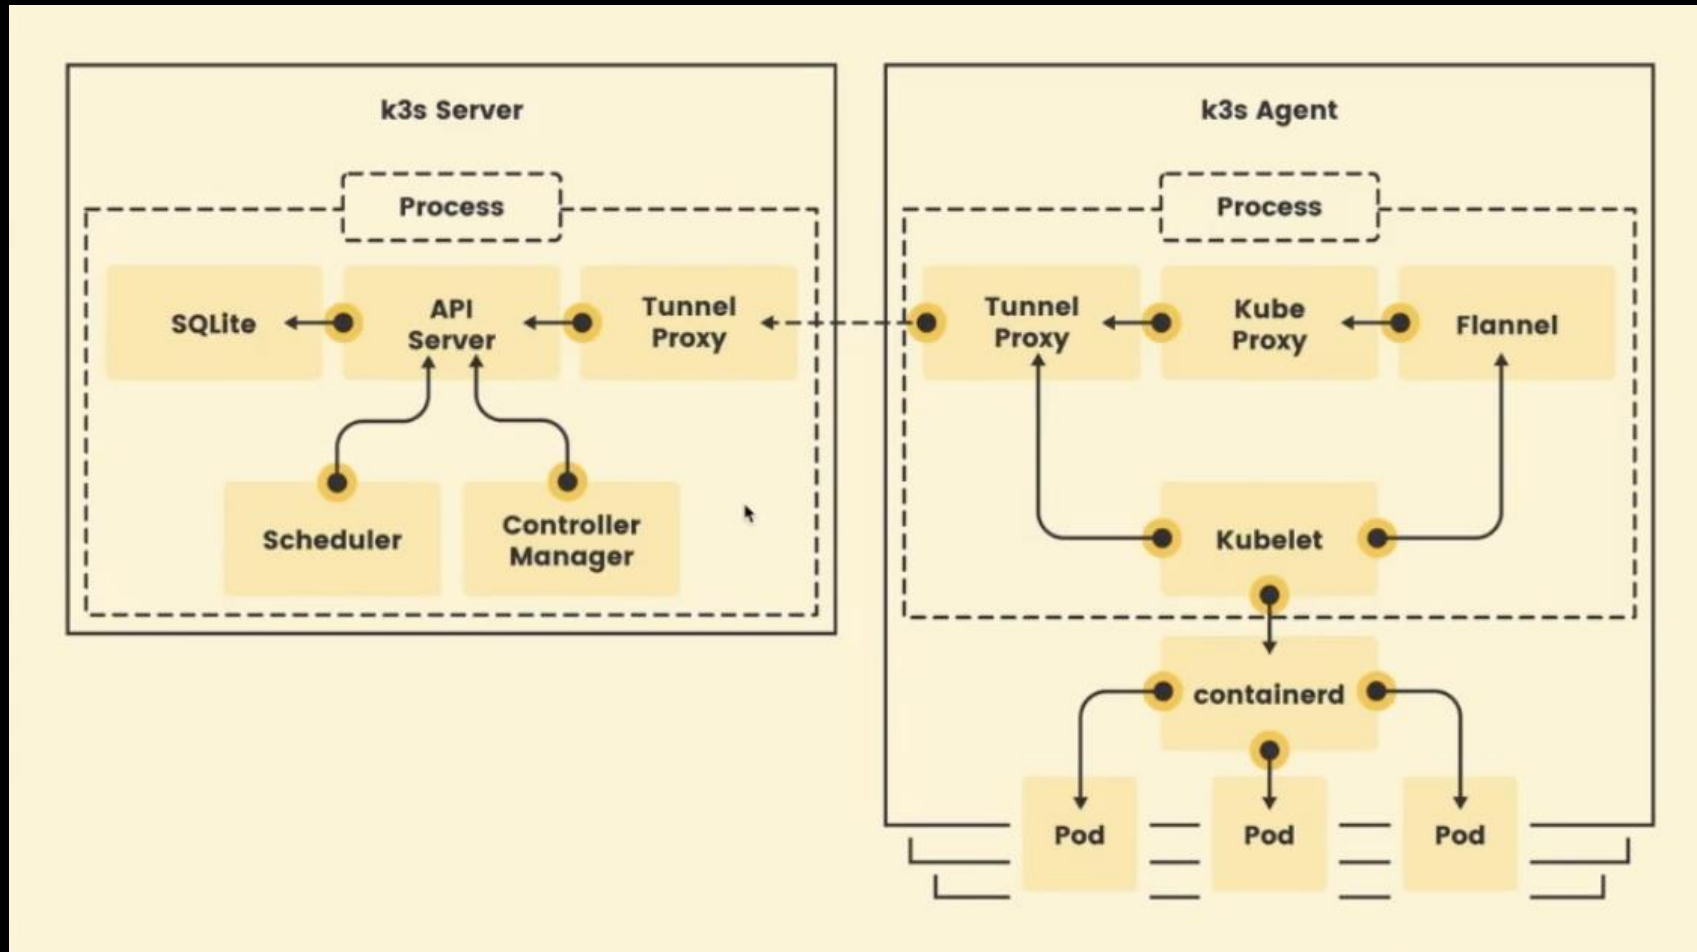 k3s Server
Process
SQLite
API
Server
Tunnel
Proxy
Scheduler
Controller
Manager
k3s Agent
Process
Tunnel
Proxy
Kube
Proxy
Flannel
Kubelet
containerd
Pod
Pod
Pod